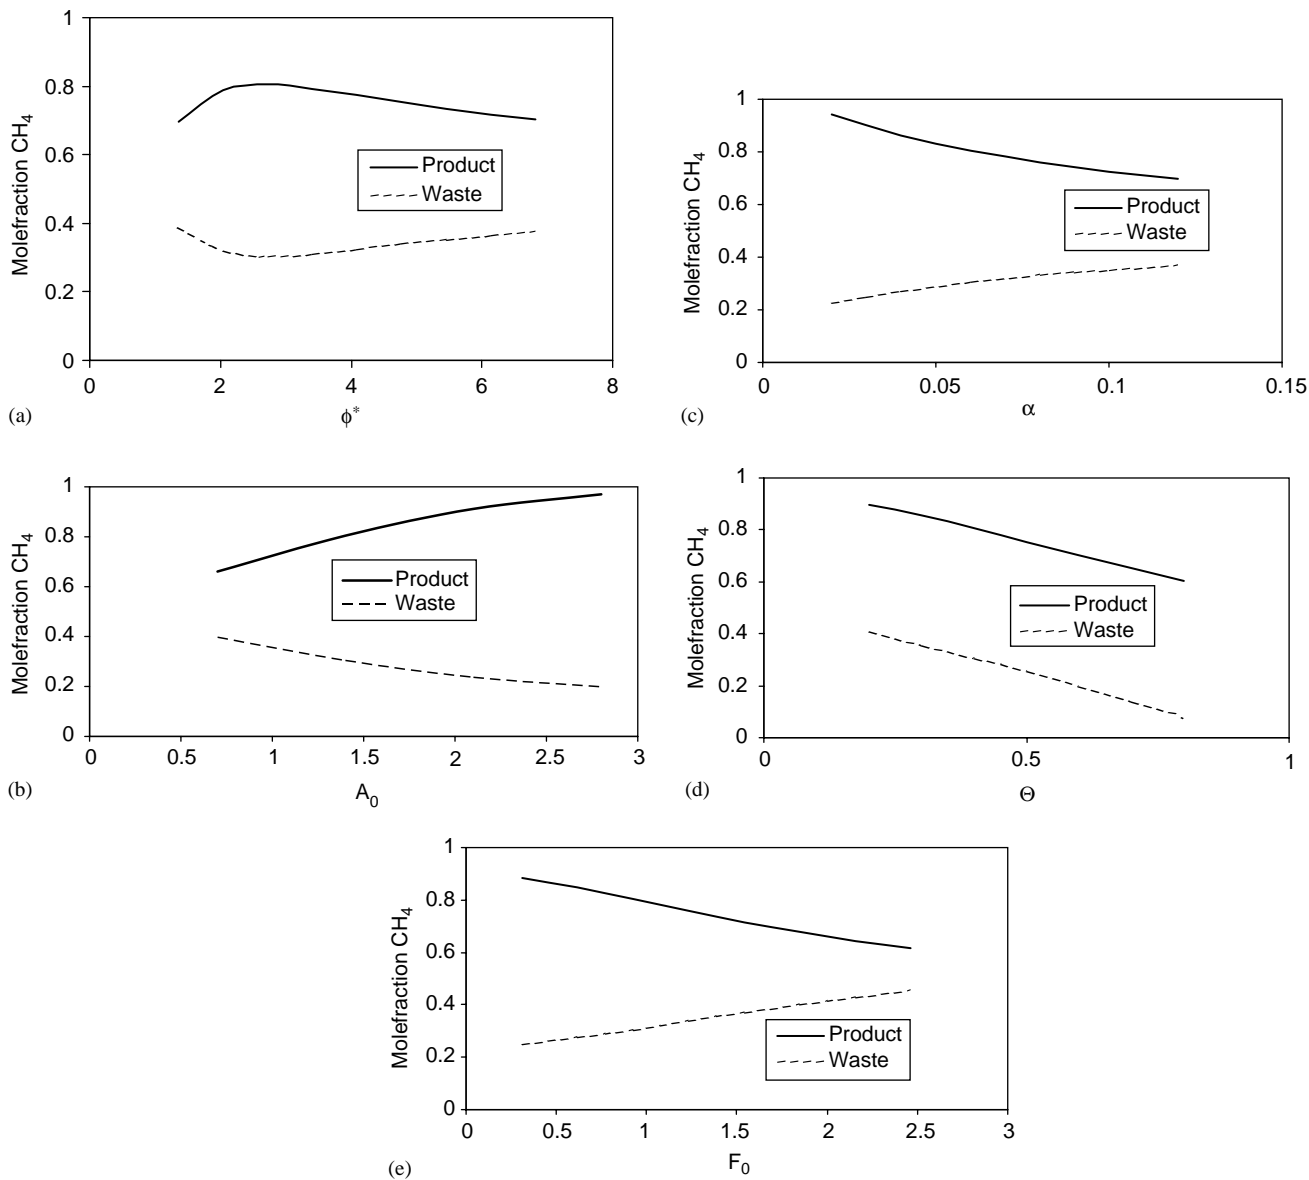 1
0.8
0.6
0.4
0.2
0
0 2 4 6 8
Molefraction CH4
Product
Waste
(a)
ϕ*
1
0.8
0.6
0.4
0.2
0
0 0.5 1 1.5 2 2.5 3
Molefraction CH4
Product
Waste
(b)
A0
1
0.8
0.6
0.4
0.2
0
0 0.05 0.1 0.15
Molefraction CH4
Product
Waste
(c)
α
1
0.8
0.6
0.4
0.2
0
0 0.5 1
Molefraction CH4
Product
Waste
(d)
Θ
1
0.8
0.6
0.4
0.2
0
0 0.5 1 1.5 2 2.5 3
Molefraction CH4
Product
Waste
(e)
F0